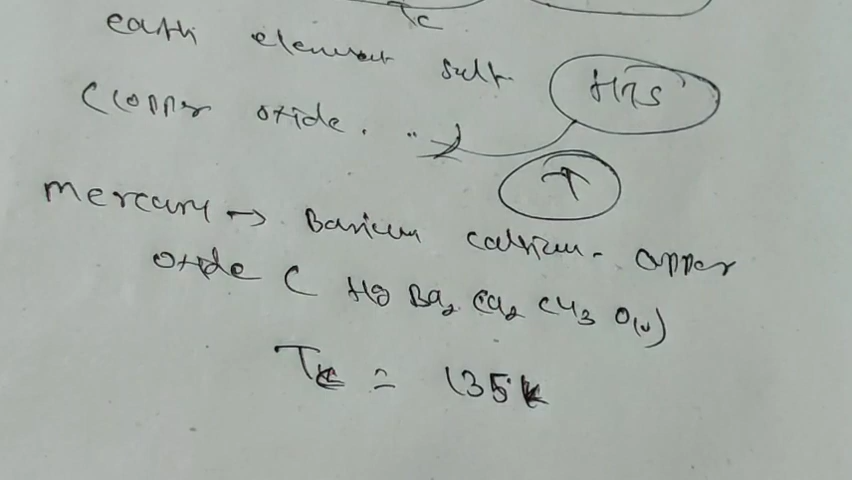 Tc
earth element salt
(Copper oxide. " HTS
↑
Mercury → Barium calcium- copper
oxide ( Hg Ba2 Ca2 Cu3 O
Tc = 135 k